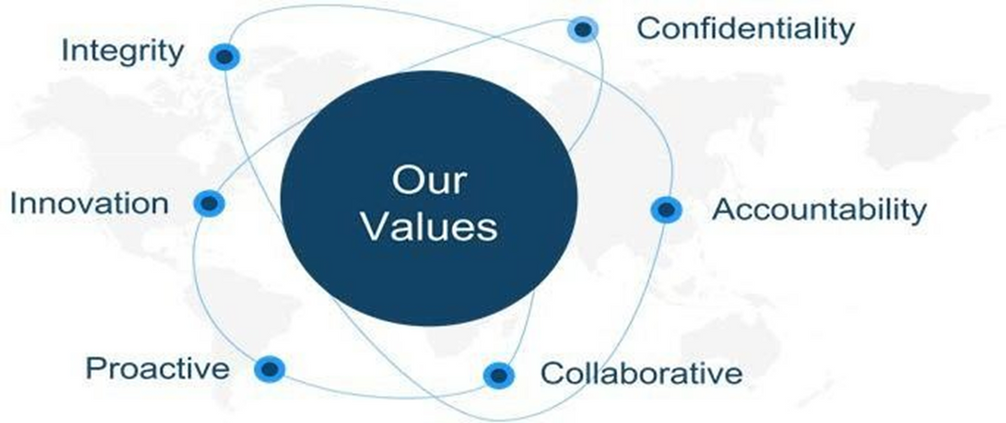 Integrity
Confidentiality
Our
Values
Innovation
Accountability
Proactive
Collaborative